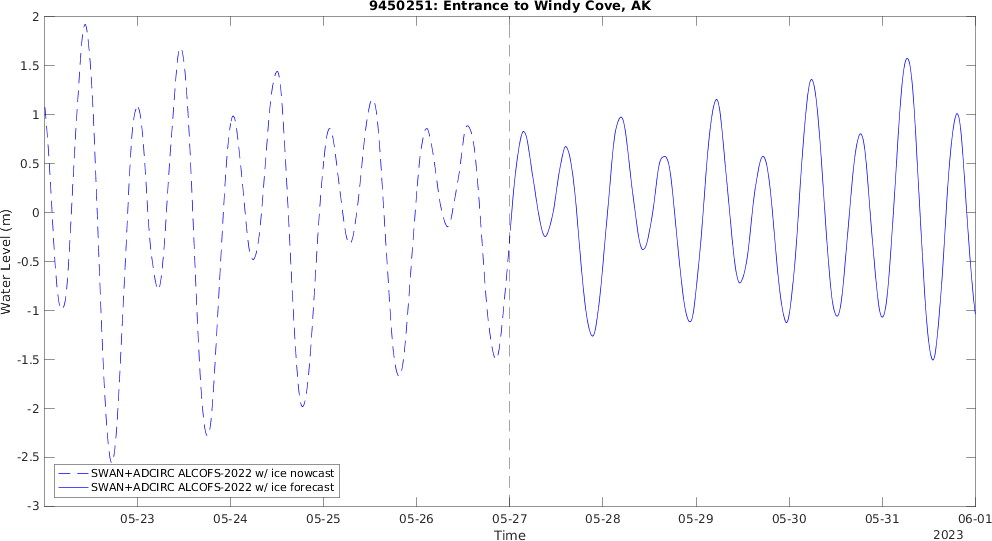 9450251: Entrance to Windy Cove, AK
2
1.5
1
0.5
0
-0.5
-1
-1.5
-2
-2.5
-3
Water Level (m)
SWAN+ADCIRC ALCOFS-2022 w/ ice nowcast
SWAN+ADCIRC ALCOFS-2022 w/ ice forecast
05-23 05-24 05-25 05-26 05-27 05-28 05-29 05-30 05-31 06-01
Time
2023